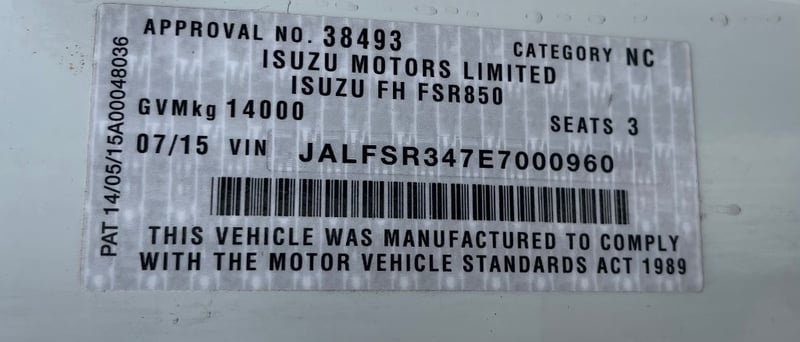 APPROVAL NO. 38493
CATEGORY NC
ISUZU MOTORS LIMITED
ISUZU FH FSR850
GVMkg 14000
SEATS 3
07/15 VIN JALFSR347E7000960
THIS VEHICLE WAS MANUFACTURED TO COMPLY
WITH THE MOTOR VEHICLE STANDARDS ACT 1989
PAT 14/05/15A00048036